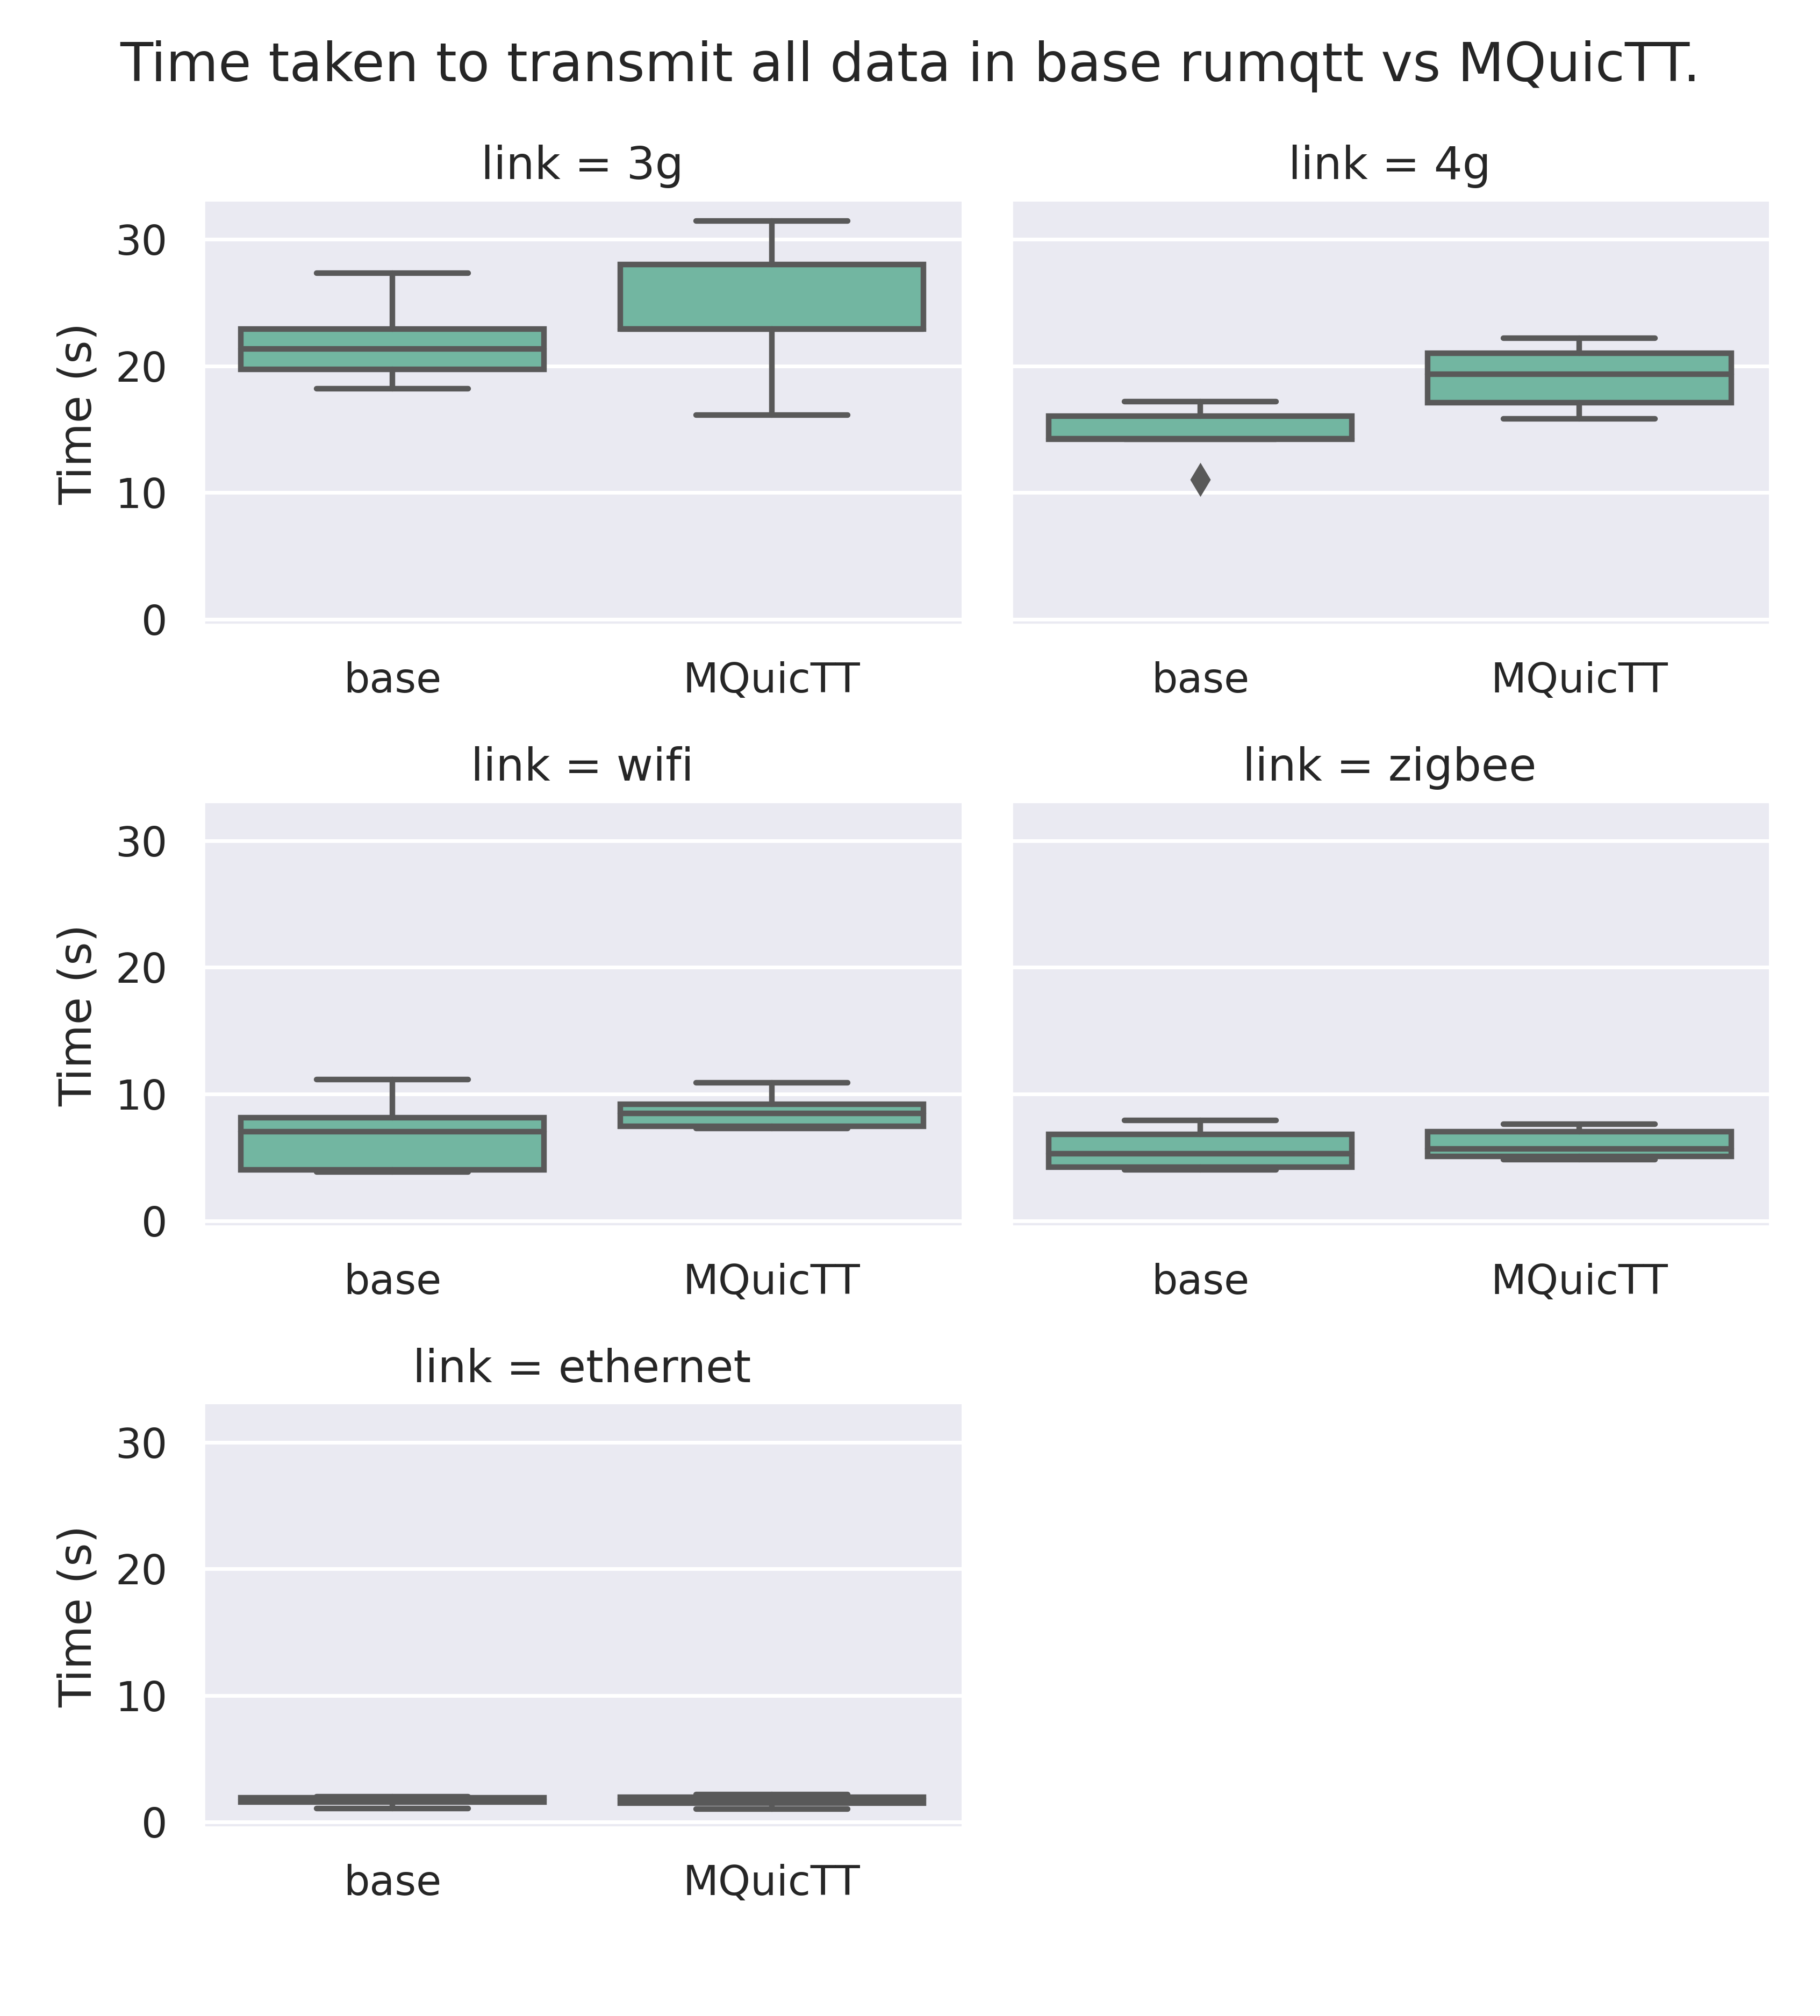 Time taken to transmit all data in base rumqtt vs MQuicTT.
link = 3g
link = 4g
Time (s)
30
20
10
0
base
MQuicTT
base
MQuicTT
link = wifi
link = zigbee
Time (s)
30
20
10
0
base
MQuicTT
base
MQuicTT
link = ethernet
Time (s)
30
20
10
0
base
MQuicTT